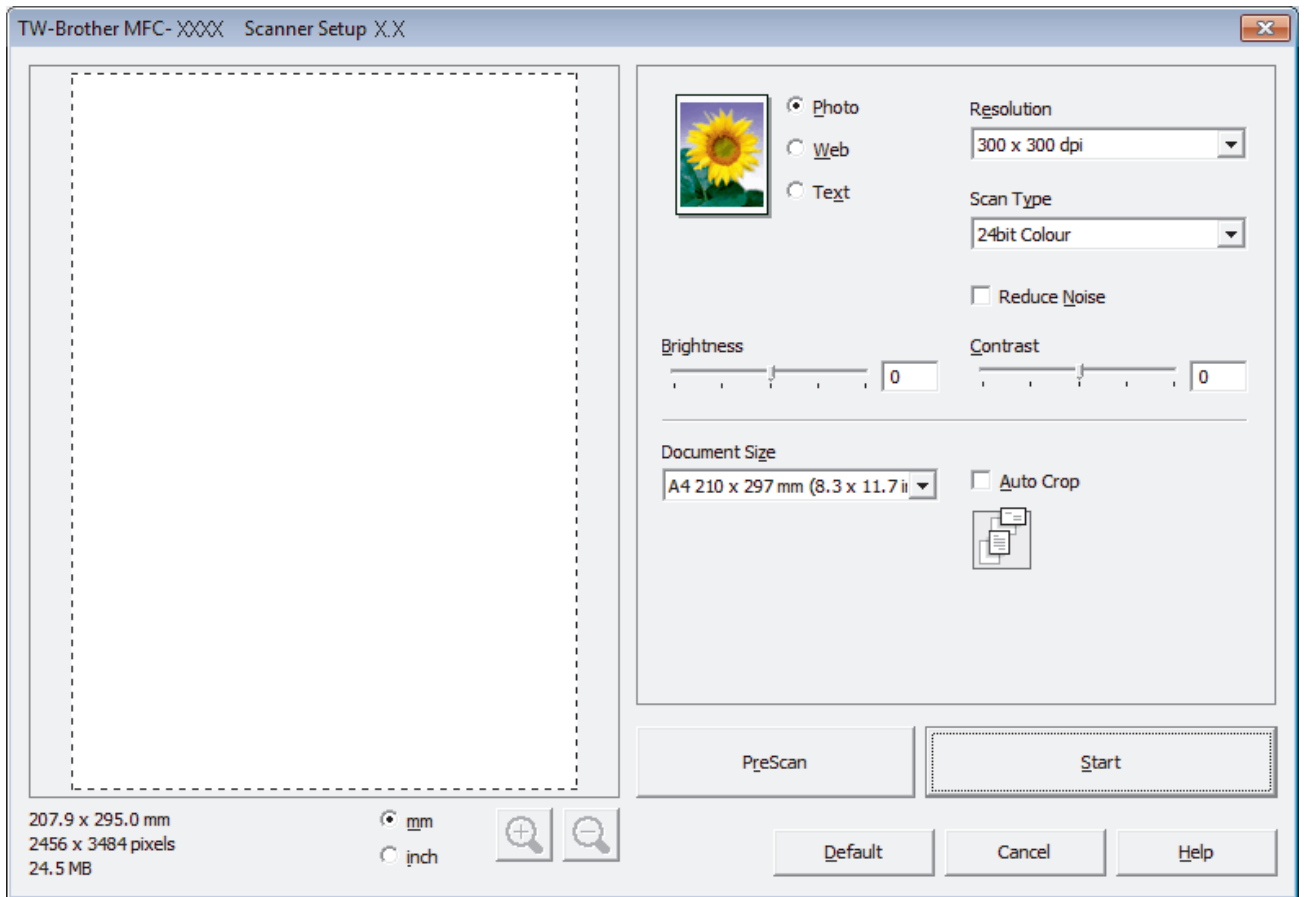 TW-Brother MFC- XXXX Scanner Setup X.X
Photo
Web
Text
Resolution
300 x 300 dpi
Scan Type
24bit Colour
Reduce Noise
Brightness
0
Contrast
0
Document Size
A4 210 x 297 mm (8.3 x 11.7 i
Auto Crop
PreScan
Start
207.9 x 295.0 mm
2456 x 3484 pixels
24.5 MB
mm
inch
Default
Cancel
Help